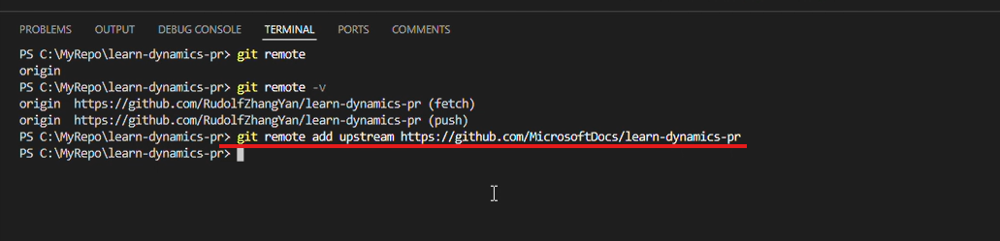 PROBLEMS OUTPUT DEBUG CONSOLE TERMINAL PORTS COMMENTS
PS C:\MyRepo\learn-dynamics-pr> git remote
origin
PS C:\MyRepo\learn-dynamics-pr> git remote -v
origin  https://github.com/RudolfZhangYan/learn-dynamics-pr (fetch)
origin  https://github.com/RudolfZhangYan/learn-dynamics-pr (push)
PS C:\MyRepo\learn-dynamics-pr> git remote add upstream https://github.com/MicrosoftDocs/learn-dynamics-pr
PS C:\MyRepo\learn-dynamics-pr>